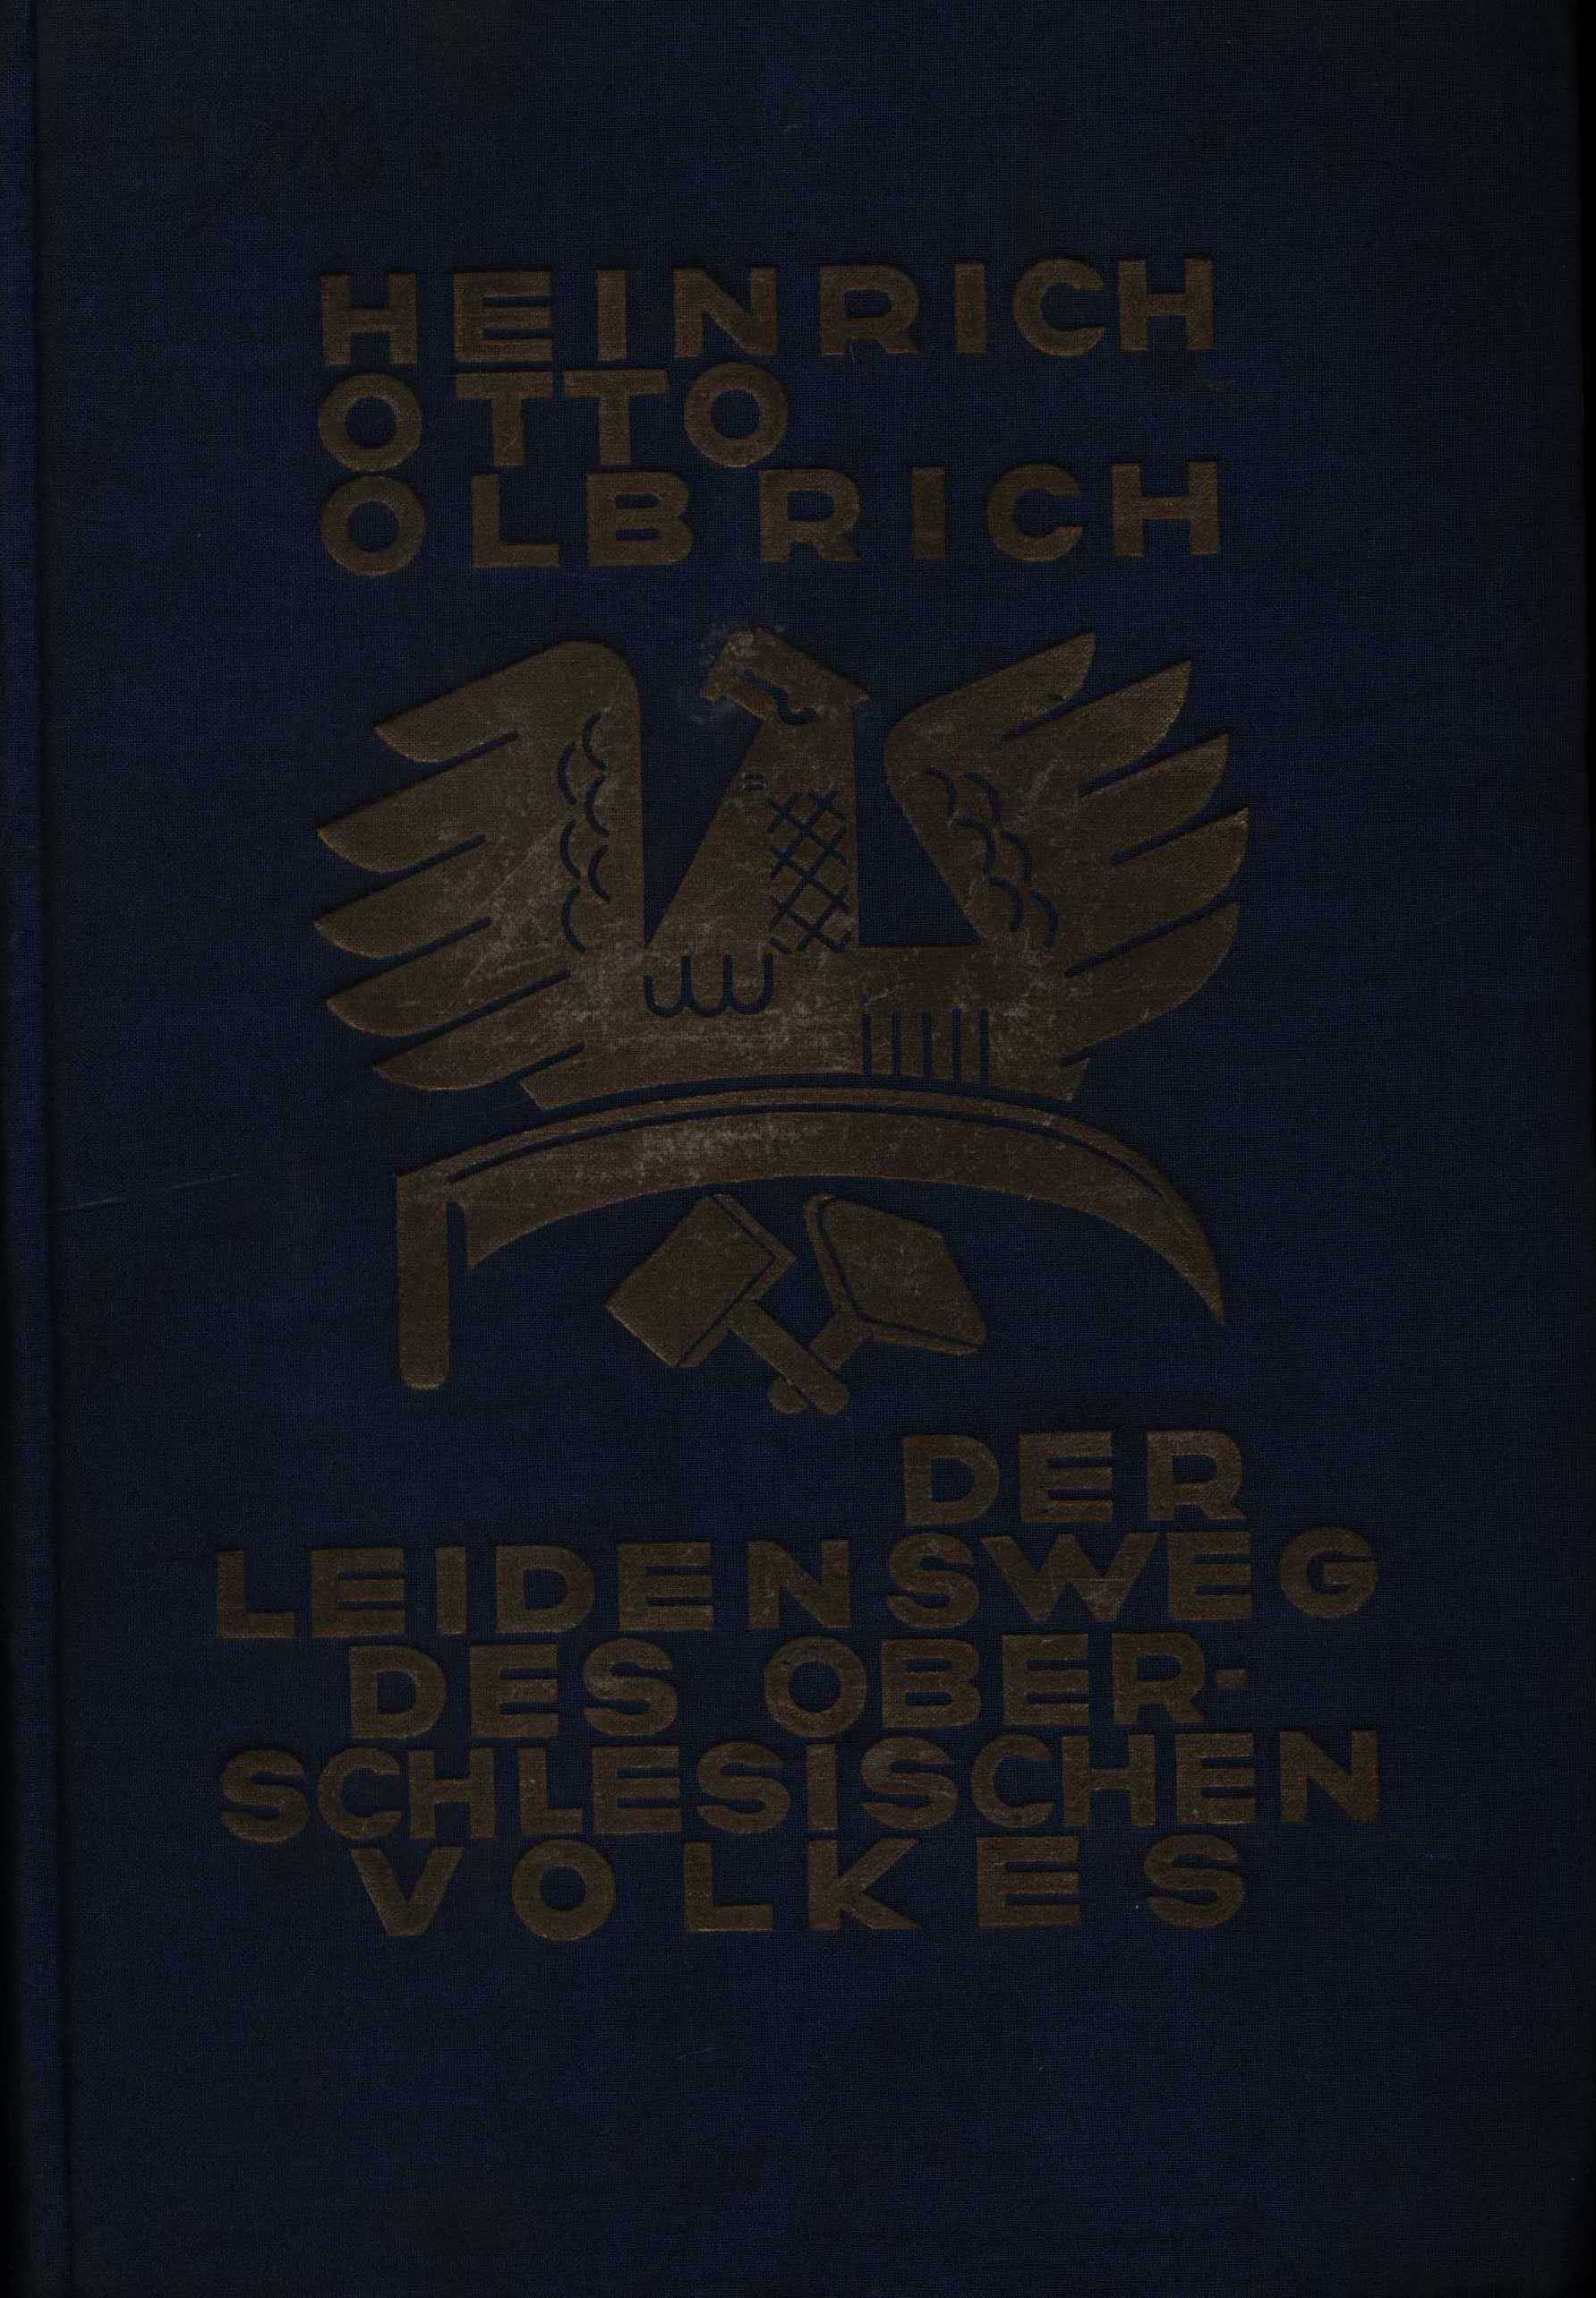 HEINRICH
OTTO
OLBRICH
DER
LEIDENSWEG
DES OBER-
SCHLESISCHEN
VOLKES